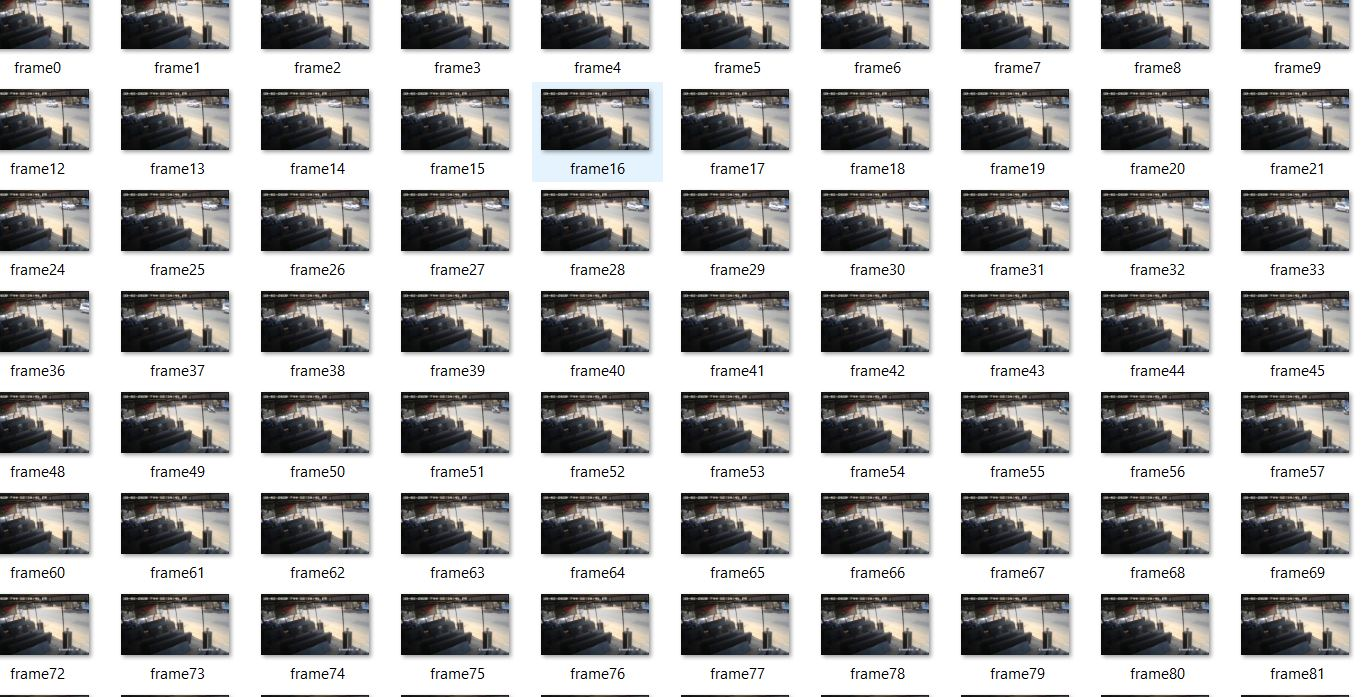 frame0 frame1 frame2 frame3 frame4 frame5 frame6 frame7 frame8 frame9
frame12 frame13 frame14 frame15 frame16 frame17 frame18 frame19 frame20 frame21
frame24 frame25 frame26 frame27 frame28 frame29 frame30 frame31 frame32 frame33
frame36 frame37 frame38 frame39 frame40 frame41 frame42 frame43 frame44 frame45
frame48 frame49 frame50 frame51 frame52 frame53 frame54 frame55 frame56 frame57
frame60 frame61 frame62 frame63 frame64 frame65 frame66 frame67 frame68 frame69
frame72 frame73 frame74 frame75 frame76 frame77 frame78 frame79 frame80 frame81